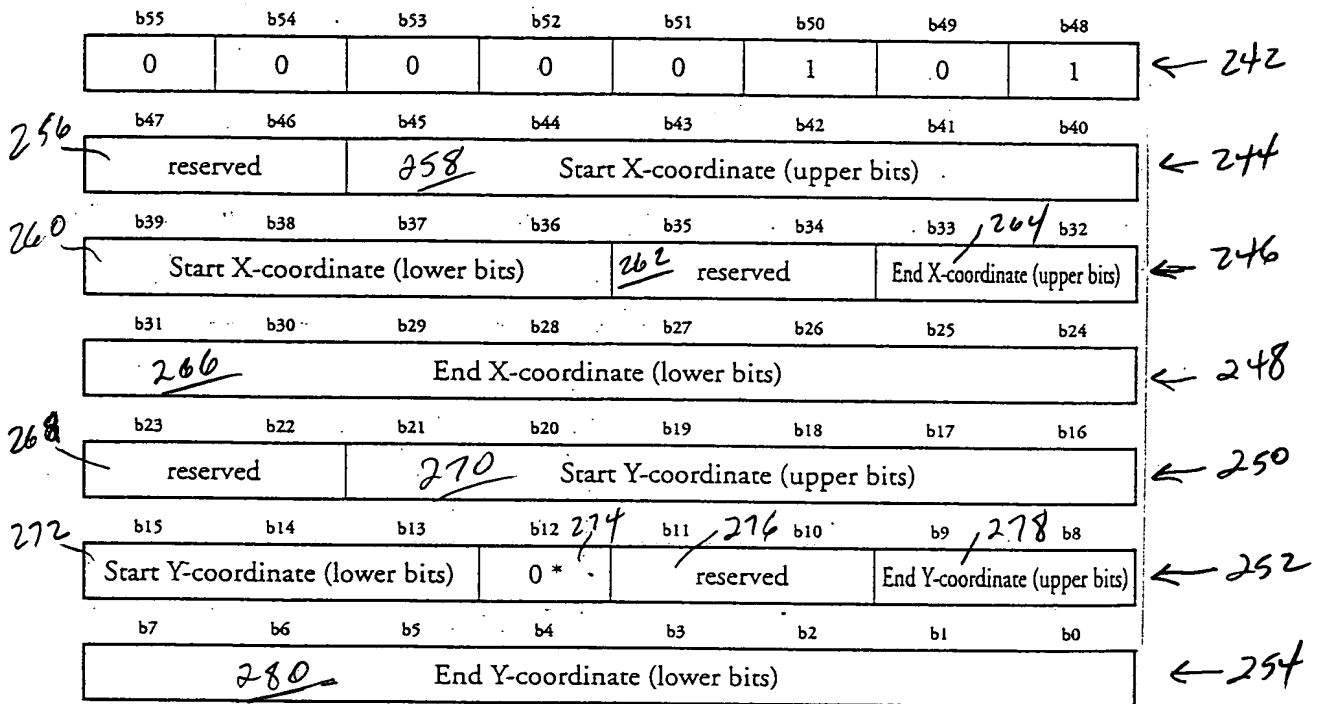 b55 b54 b53 b52 b51 b50 b49 b48
0 0 0 0 0 1 0 1 ← 242
b47 b46 b45 b44 b43 b42 b41 b40
256 reserved 258 Start X-coordinate (upper bits) ← 244
b39 b38 b37 b36 b35 b34 b33 264 b32
260 Start X-coordinate (lower bits) 262 reserved End X-coordinate (upper bits) ← 246
b31 b30 b29 b28 b27 b26 b25 b24
266 End X-coordinate (lower bits) ← 248
b23 b22 b21 b20 b19 b18 b17 b16
268 reserved 270 Start Y-coordinate (upper bits) ← 250
b15 b14 b13 b12 274 b11 276 b10 b9 278 b8
272 Start Y-coordinate (lower bits) 0 * reserved End Y-coordinate (upper bits) ← 252
b7 b6 b5 b4 b3 b2 b1 b0
280 End Y-coordinate (lower bits) ← 254